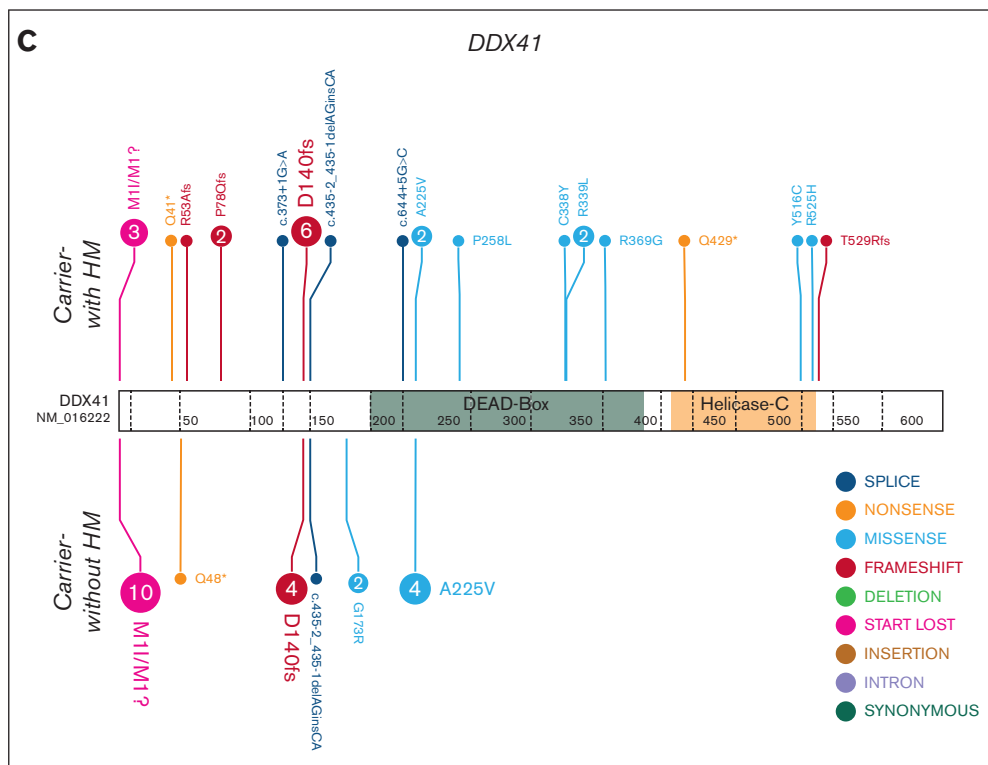 C
DDX41
Carrier-
with HM
3
M1I/M1?
Q41*
R53Afs
2
P78Qfs
c.373+1G>A
6
D140fs
c.435-2_435-1delAGinsCA
c.644+5G>C
2
A225V
P258L
C338Y
2
R339L
R369G
Q429*
Y516C
R525H
T529Rfs
DDX41
NM_016222
DEAD-Box
Helicase-C
50 100 150 200 250 300 350 400 450 500 550 600
Carrier-
without HM
10
M1I/M1?
Q48*
4
D140fs
c.435-2_435-1delAGinsCA
2
G173R
4
A225V
SPLICE
NONSENSE
MISSENSE
FRAMESHIFT
DELETION
START LOST
INSERTION
INTRON
SYNONYMOUS